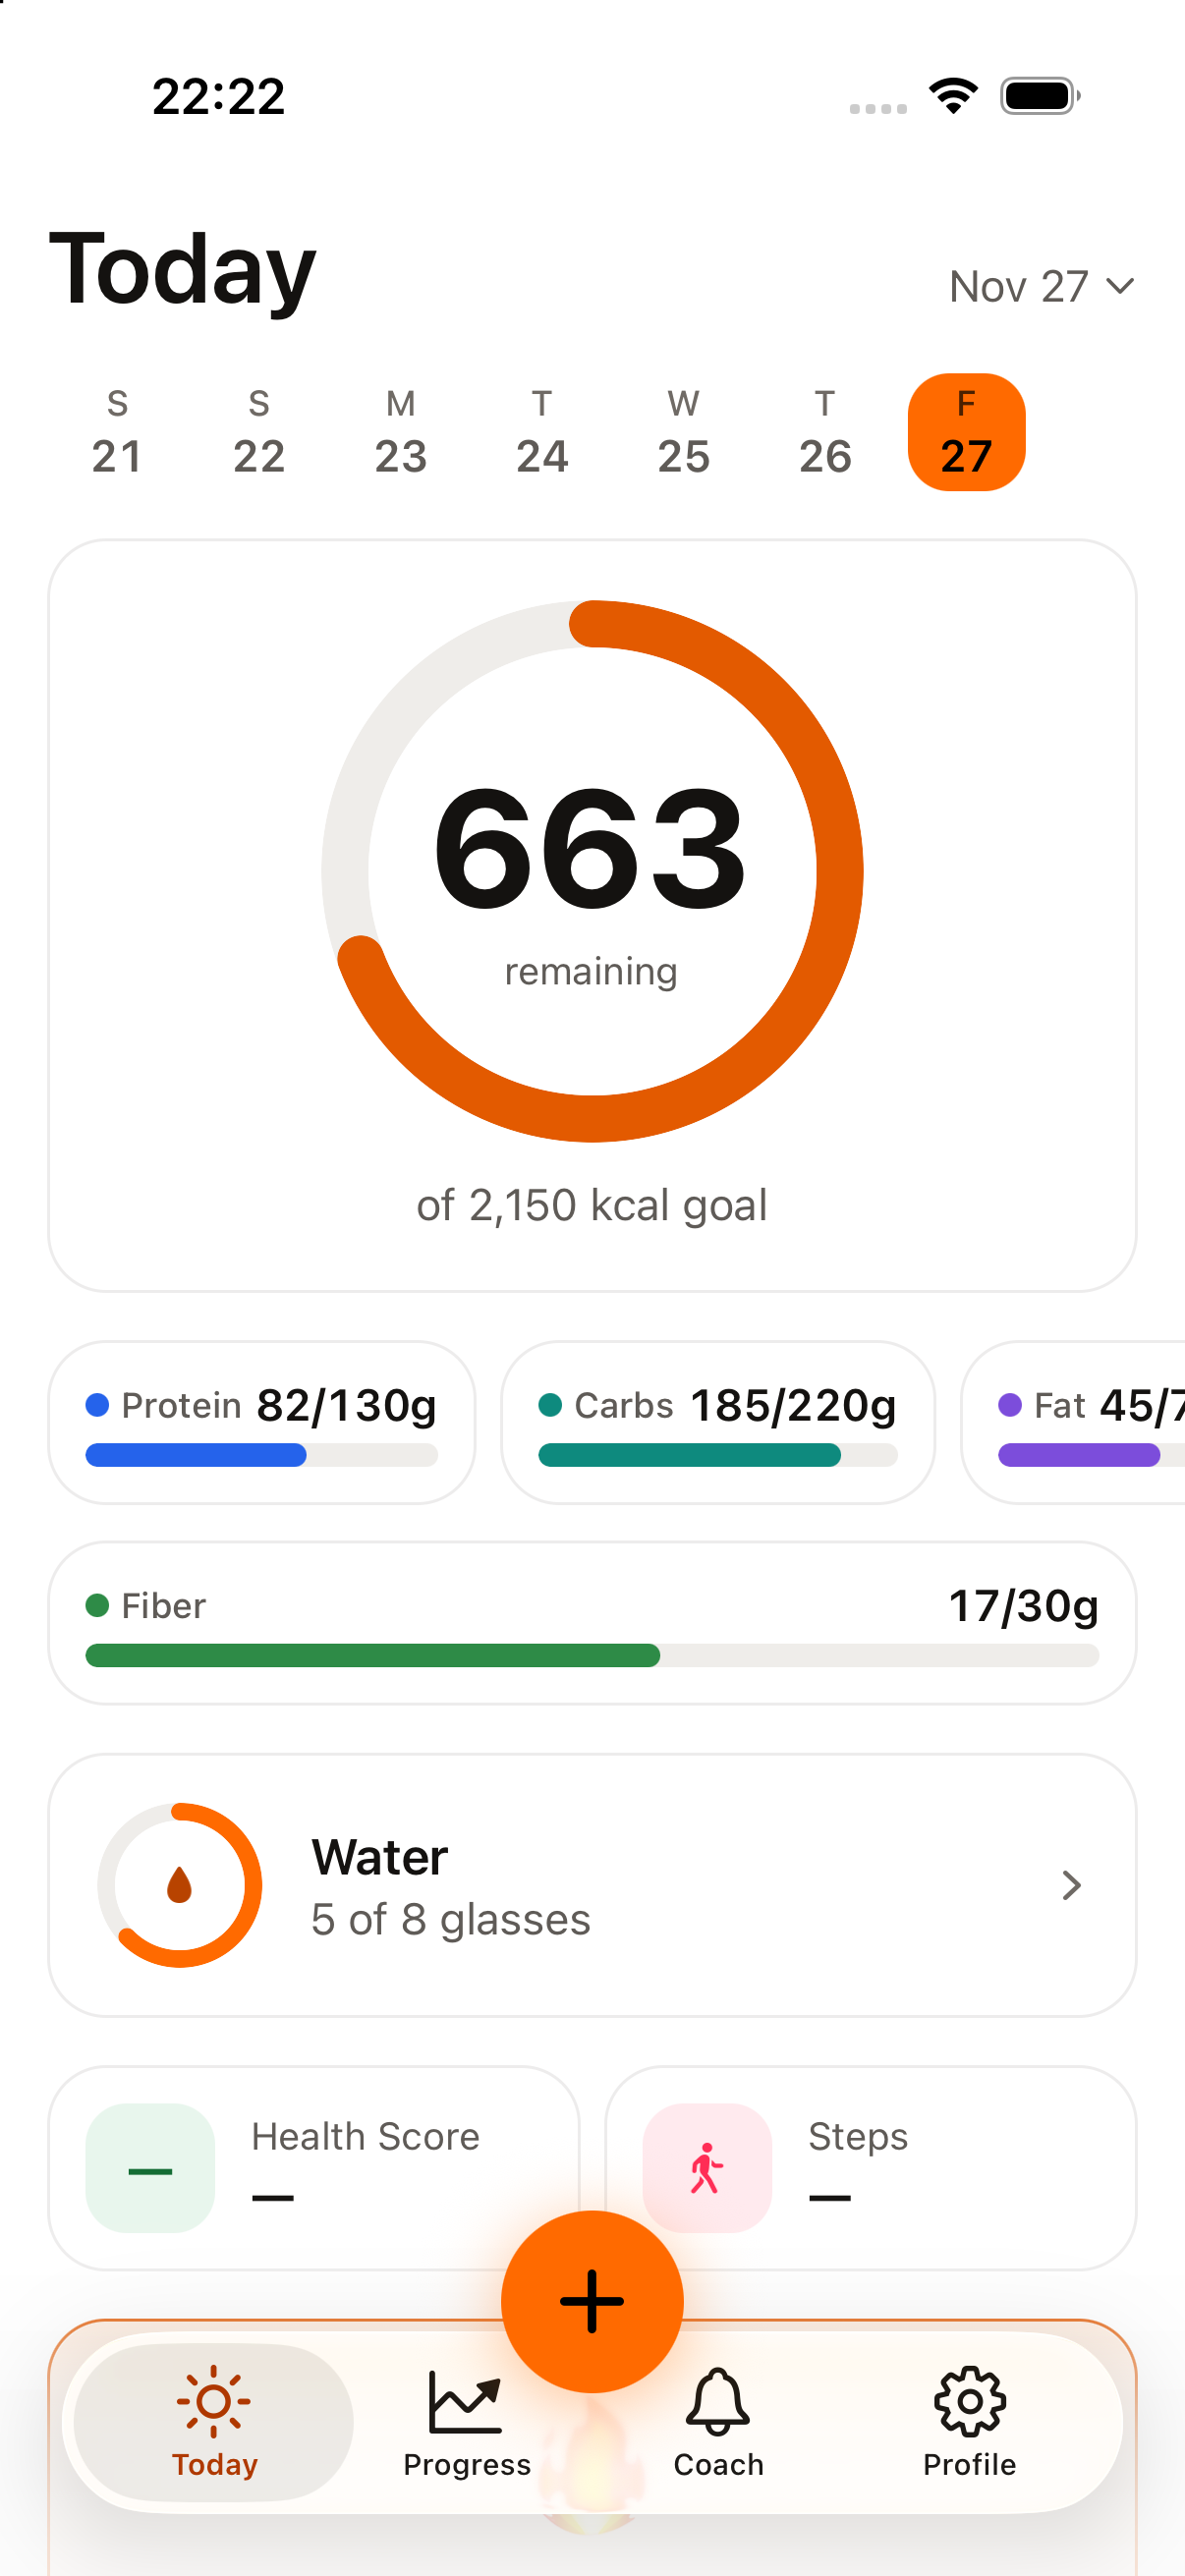 22:22
Today
Nov 27
S S M T W T F
21 22 23 24 25 26 27
663
remaining
of 2,150 kcal goal
Protein 82/130g
Carbs 185/220g
Fat 45/7
Fiber 17/30g
Water
5 of 8 glasses
Health Score
—
Steps
—
Today Progress Coach Profile